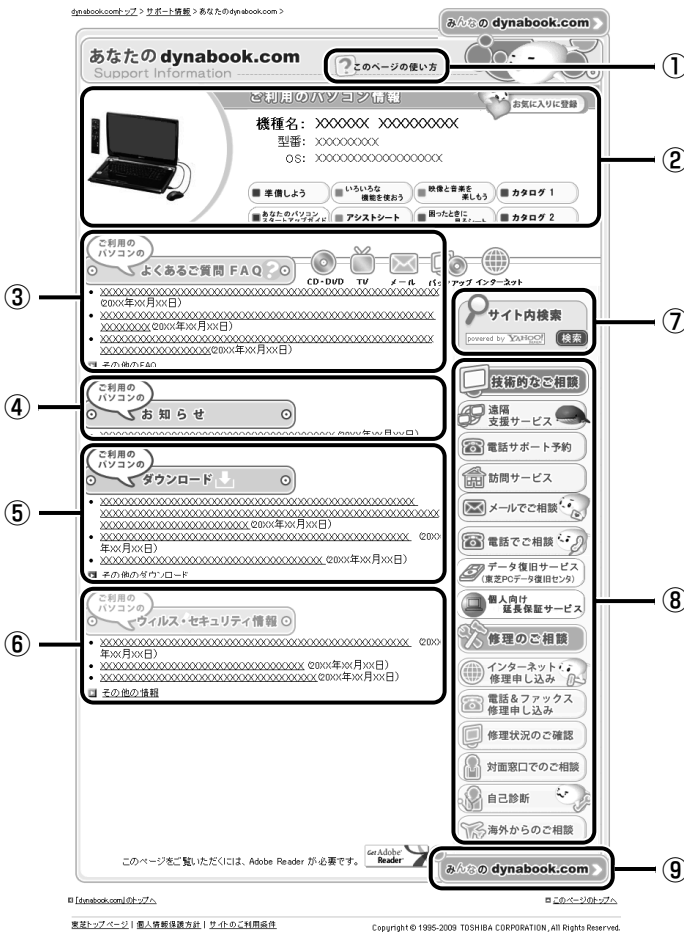 dynabook.comトップ > サポート情報 > あなたのdynabook.com >
みんなの dynabook.com
あなたの dynabook.com
Support Information
?このページの使い方
①
ご利用のパソコン情報
お気に入りに登録
機種名: XXXXXX XXXXXXXXX
型番: XXXXXXXXX
OS: XXXXXXXXXXXXXXXXXX
②
準備しよう
いろいろな
機能を使おう
映像と音楽を
楽しもう
カタログ 1
あなたのパソコン
スタートアップガイド
アシストシート
困ったときに
見るシート
カタログ 2
ご利用の
パソコンの
よくあるご質問 FAQ ?
CD・DVD
TV
メール
バックアップ
インターネット
③
(20XX年XX月XX日)
(20XX年XX月XX日)
(20XX年XX月XX日)
その他のFAQ
④
ご利用の
パソコンの
お知らせ
(20XX年XX月XX日)
⑤
ご利用の
パソコンの
ダウンロード
(20XX年XX月XX日)
(20XX
年XX月XX日)
(20XX年XX月XX日)
その他のダウンロード
⑥
ご利用の
パソコンの
ウィルス・セキュリティ情報
(20XX
年XX月XX日)
(20XX年XX月XX日)
(20XX年XX月XX日)
その他の情報
サイト内検索
powered by YAHOO! JAPAN
検索
⑦
技術的なご相談
遠隔
支援サービス
電話サポート予約
訪問サービス
メールでご相談
電話でご相談
データ復旧サービス
(東芝PCデータ復旧センタ)
個人向け
延長保証サービス
⑧
修理のご相談
インターネット
修理申し込み
電話&ファックス
修理申し込み
修理状況のご確認
対面窓口でのご相談
自己診断
海外からのご相談
このページをご覧いただくには、Adobe Reader が必要です。
Get Adobe Reader
みんなの dynabook.com
⑨
「dynabook.com」のトップへ
このページのトップへ
東芝トップページ | 個人情報保護方針 | サイトのご利用条件
Copyright © 1995-2009 TOSHIBA CORPORATION, All Rights Reserved.